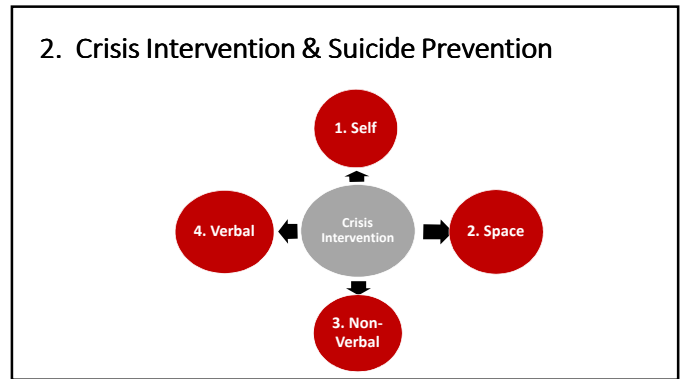 2. Crisis Intervention & Suicide Prevention
1. Self
4. Verbal
Crisis
Intervention
2. Space
3. Non-
Verbal